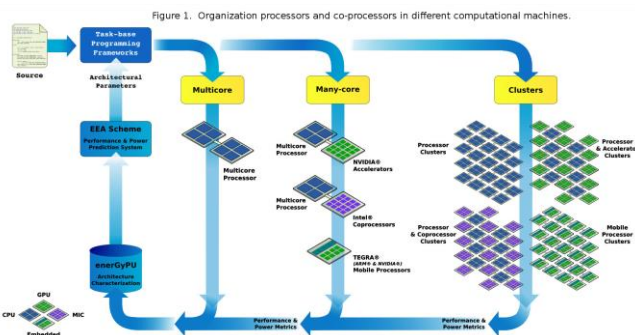 Figure 1. Organization processors and co-processors in different computational machines.
Source
Task-base
Programming
Frameworks
Architectural
Parameters
EEA Scheme
Performance & Power
Prediction System
enerGyPU
Architecture
Characterization
GPU
CPU
MIC
Embedded
Multicore
Multicore
Processor
Many-core
Multicore
Processor
NVIDIA®
Accelerators
Multicore
Processor
Intel®
Coprocessors
TEGRA®
(ARM® & NVIDIA®)
Mobile Processors
Clusters
Processor
Clusters
Processor
& Accelerator
Clusters
Processor
& Coprocessor
Clusters
Mobile
Processor
Clusters
Performance &
Power Metrics
Performance &
Power Metrics